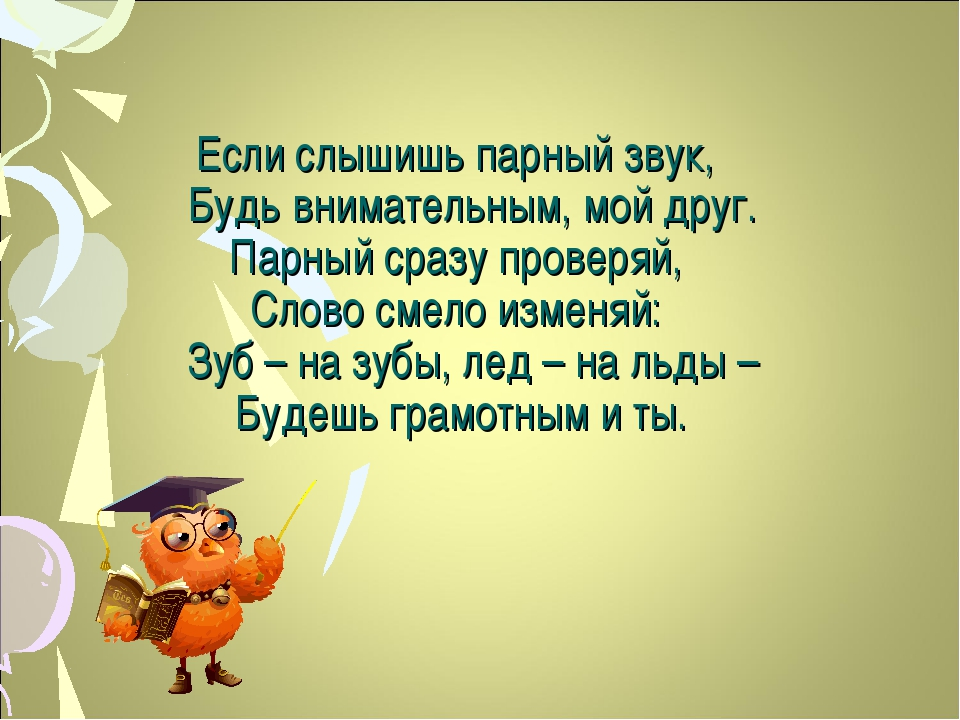 Если слышишь парный звук,
Будь внимательным, мой друг.
Парный сразу проверяй,
Слово смело изменяй:
Зуб – на зубы, лед – на льды –
Будешь грамотным и ты.